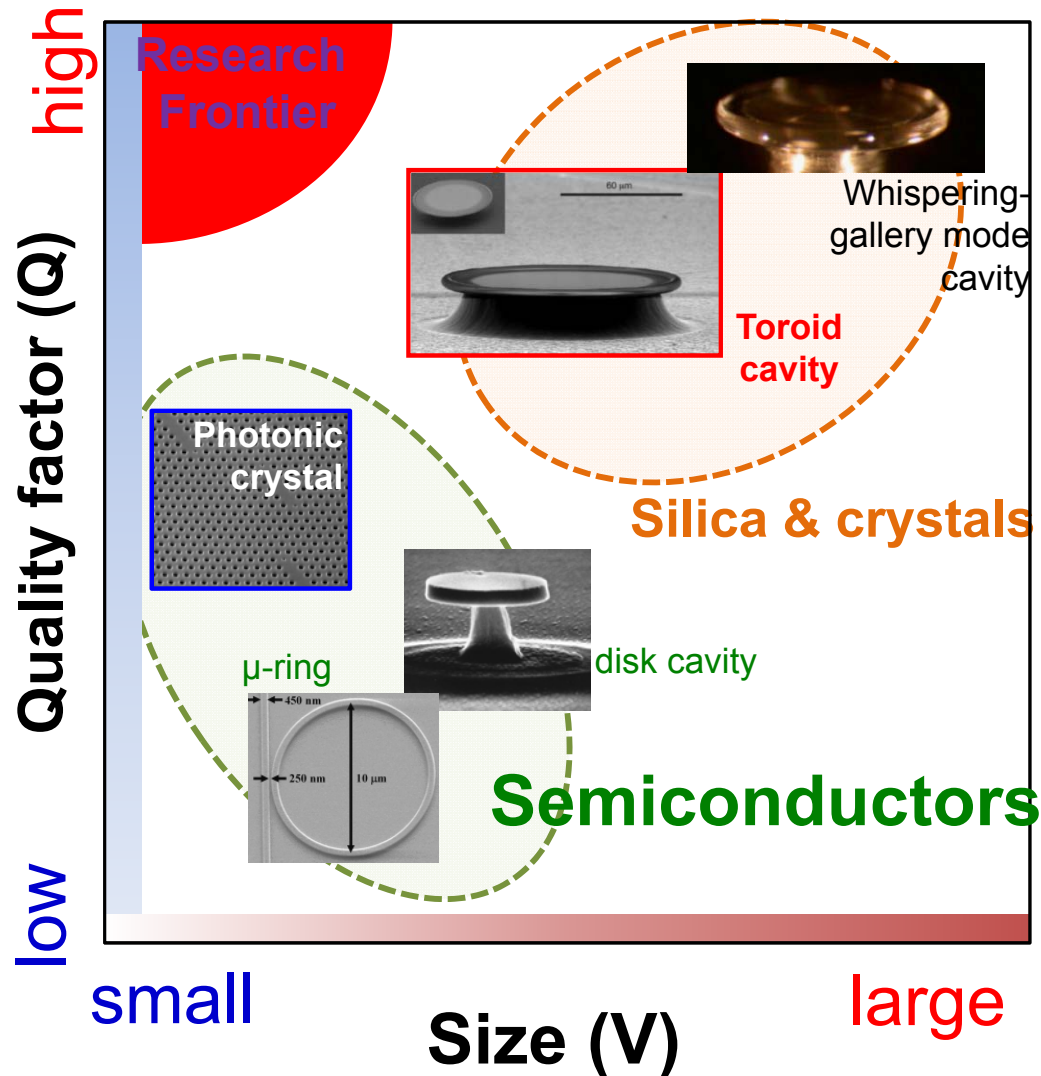 high
Research
Frontier
60 μm
Whispering-
gallery mode
cavity
Toroid
cavity
Quality factor (Q)
Photonic
crystal
Silica & crystals
μ-ring
disk cavity
450 nm
250 nm
10 μm
Semiconductors
low
small
large
Size (V)